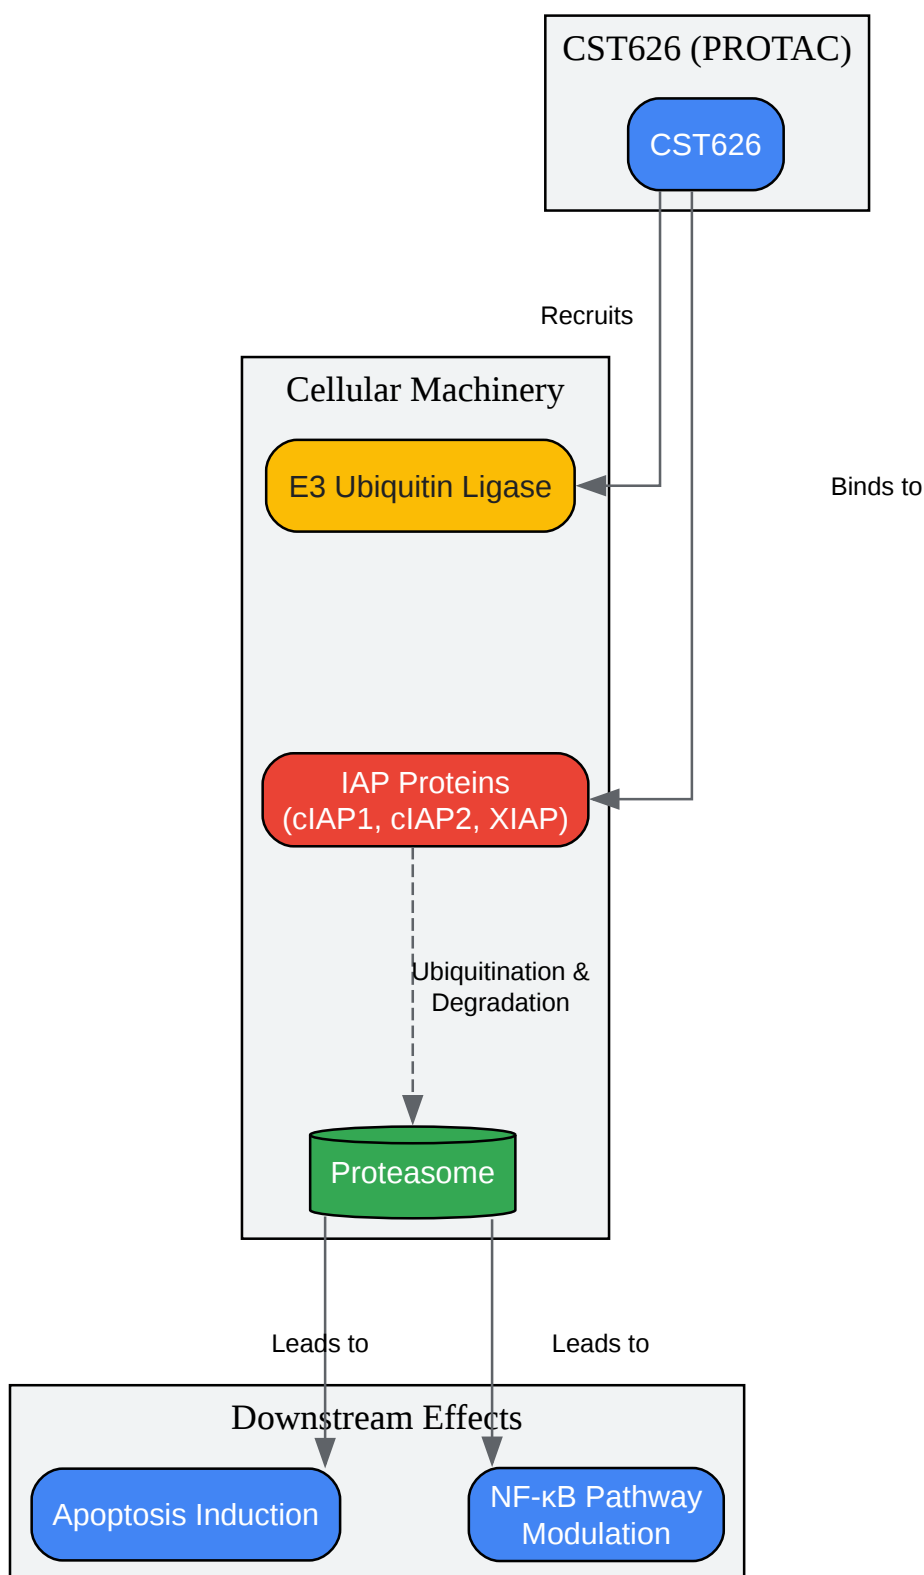 CST626 (PROTAC)
CST626
Recruits
Cellular Machinery
E3 Ubiquitin Ligase
Binds to
IAP Proteins
(cIAP1, cIAP2, XIAP)
Ubiquitination &
Degradation
Proteasome
Leads to
Leads to
Downstream Effects
Apoptosis Induction
NF-κB Pathway
Modulation